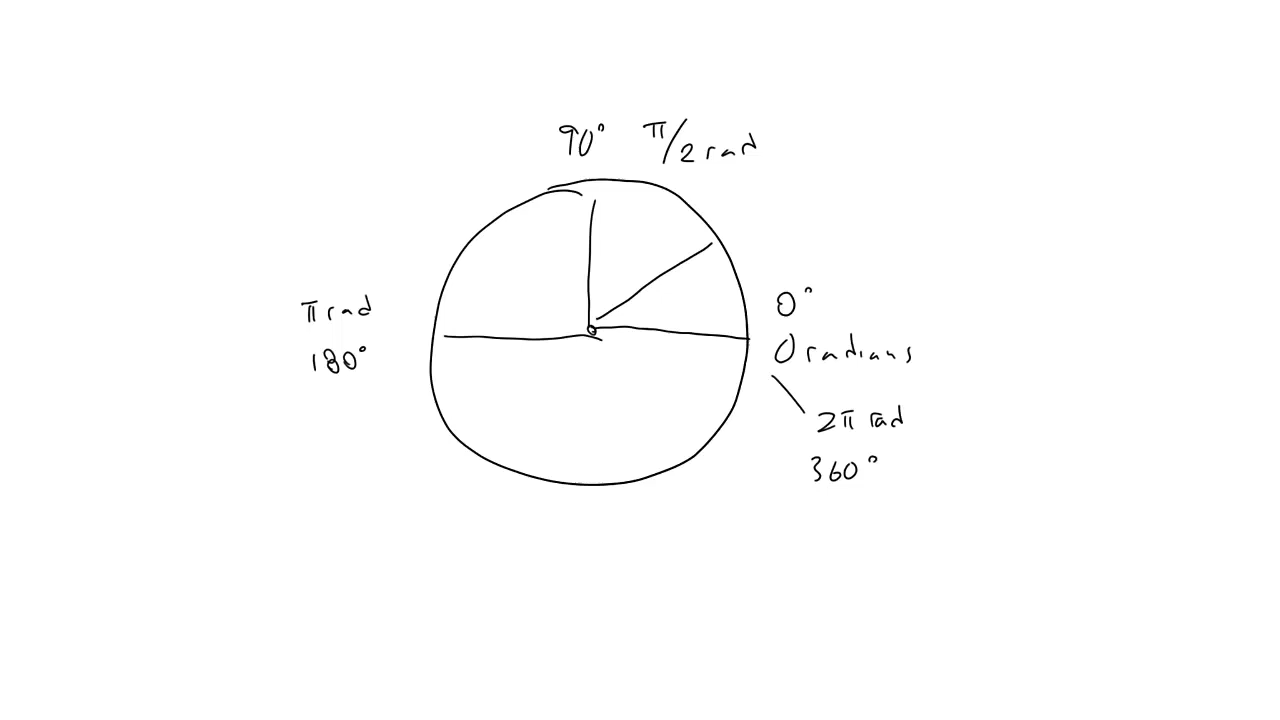 90° π/2 rad
π rad
180°
0°
0 radians
2π rad
360°